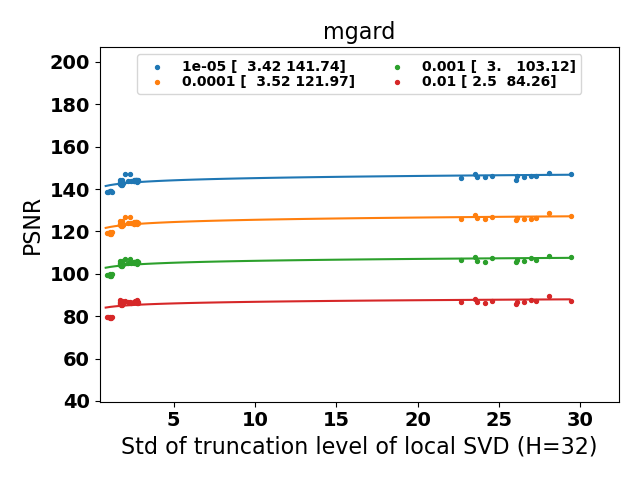 mgard
1e-05 [  3.42 141.74]
0.0001 [  3.52 121.97]
0.001 [  3.   103.12]
0.01 [ 2.5  84.26]
200
180
160
140
120
100
80
60
40
PSNR
5 10 15 20 25 30
Std of truncation level of local SVD (H=32)